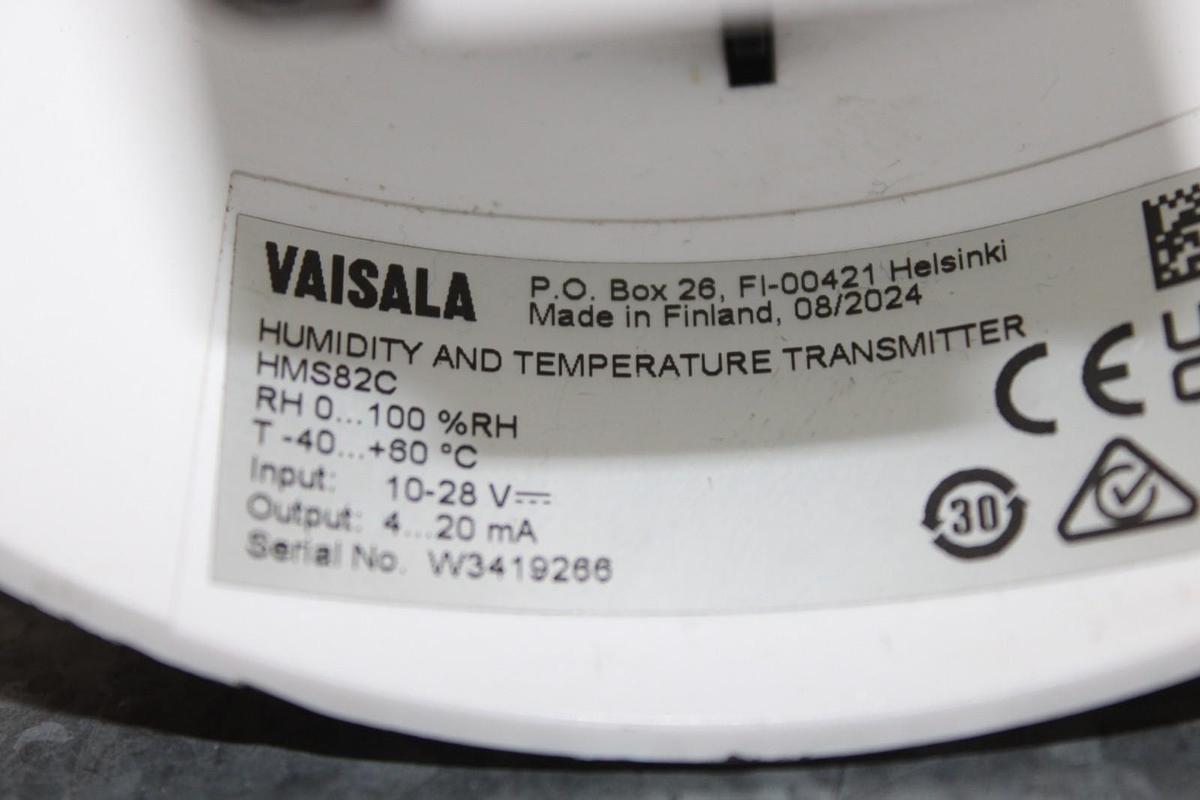 VAISALA
P.O. Box 26, FI-00421 Helsinki
Made in Finland, 08/2024
HUMIDITY AND TEMPERATURE TRANSMITTER
HMS82C
RH 0...100 %RH
T -40...+60 °C
Input: 10-28 V⎓
Output: 4...20 mA
Serial No. W3419266
CE
30